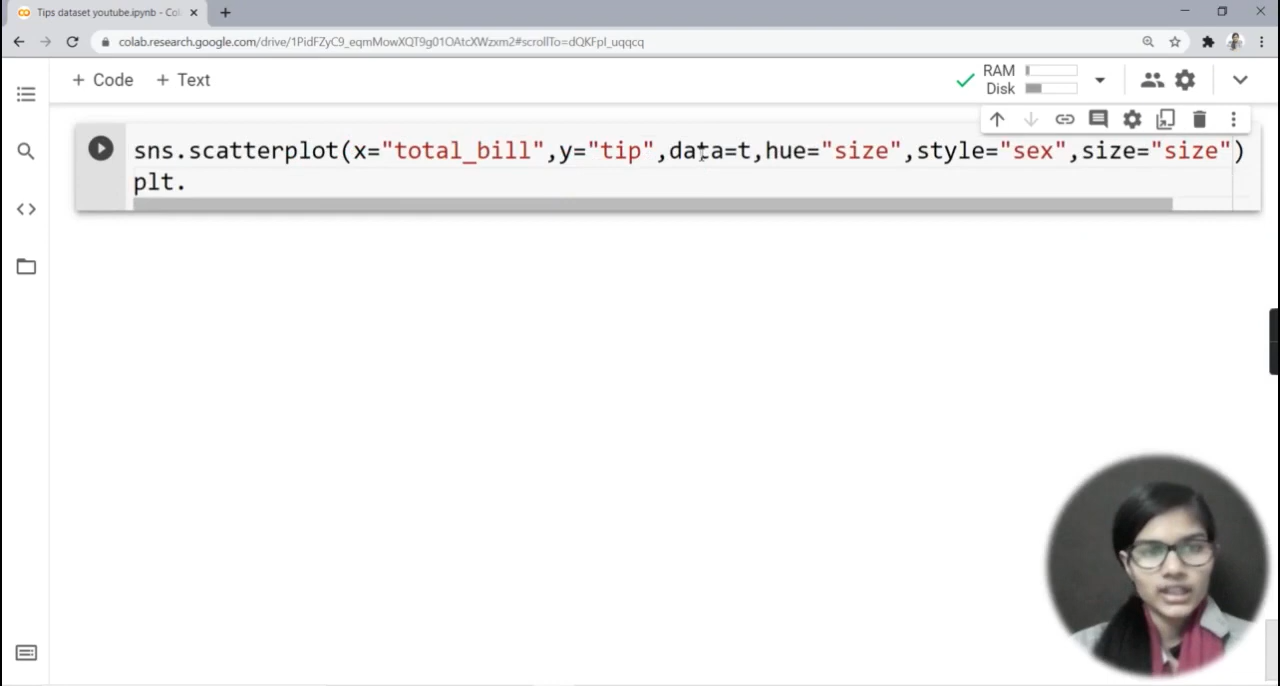 Tips dataset youtube.ipynb - Col
colab.research.google.com/drive/1PidFZyC9_eqmMowXQT9g01OAtcXWzxm2#scrollTo=dQKFpI_uqqcq
+ Code + Text
RAM
Disk
sns.scatterplot(x="total_bill",y="tip",data=t,hue="size",style="sex",size="size")
plt.